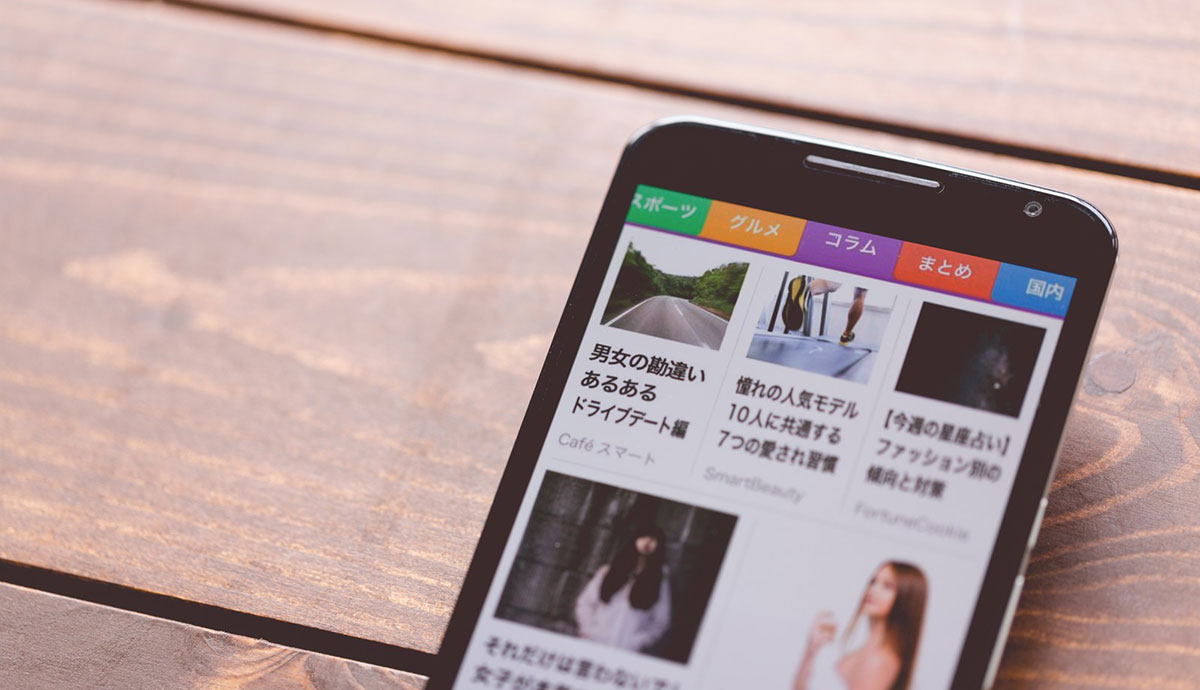 スポーツ
グルメ
コラム
まとめ
国内
男女の勘違い
あるある
ドライブデート編
Café スマート
憧れの人気モデル
10人に共通する
7つの愛され習慣
SmartBeauty
【今週の星座占い】
ファッション別の
傾向と対策
FortuneCookie
それだけは言わないで!
女子が